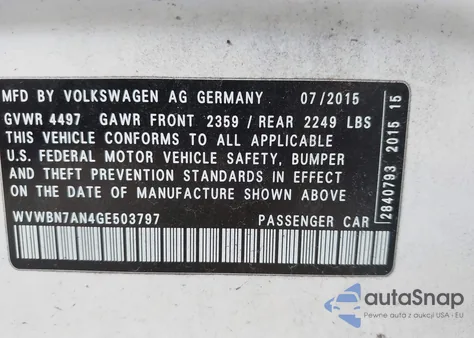 MFD BY VOLKSWAGEN AG GERMANY 07/2015
GVWR 4497 GAWR FRONT 2359 / REAR 2249 LBS
THIS VEHICLE CONFORMS TO ALL APPLICABLE
U.S. FEDERAL MOTOR VEHICLE SAFETY, BUMPER
AND THEFT PREVENTION STANDARDS IN EFFECT
ON THE DATE OF MANUFACTURE SHOWN ABOVE
WVWBN7AN4GE503797 PASSENGER CAR
2840793 2015 15
autoSnap
Pewne auta z aukcji USA - EU